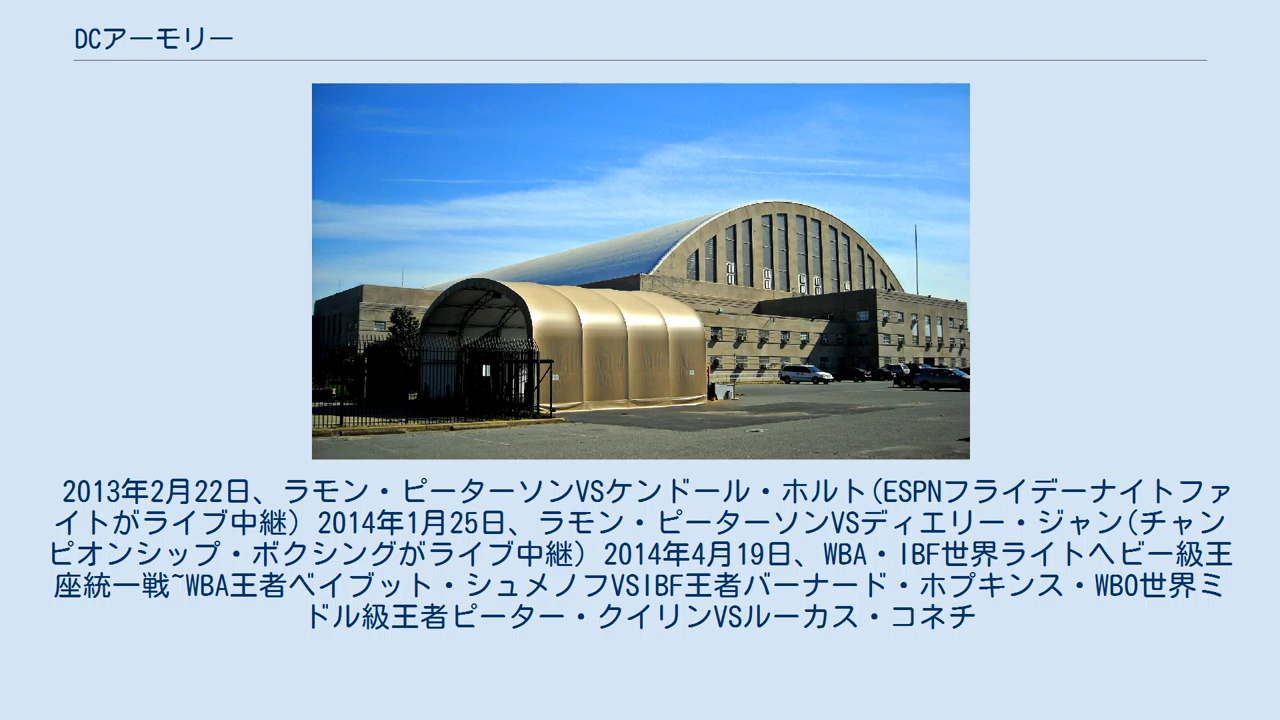 DCアーモリー
2013年2月22日、ラモン・ピーターソンVSケンドール・ホルト(ESPNフライデーナイトファ
イトがライブ中継) 2014年1月25日、ラモン・ピーターソンVSディエリー・ジャン(チャン
ピオンシップ・ボクシングがライブ中継) 2014年4月19日、WBA・IBF世界ライトヘビー級王
座統一戦~WBA王者ベイブット・シュメノフVSIBF王者バーナード・ホプキンス・WBO世界ミ
ドル級王者ピーター・クイリンVSルーカス・コネチ